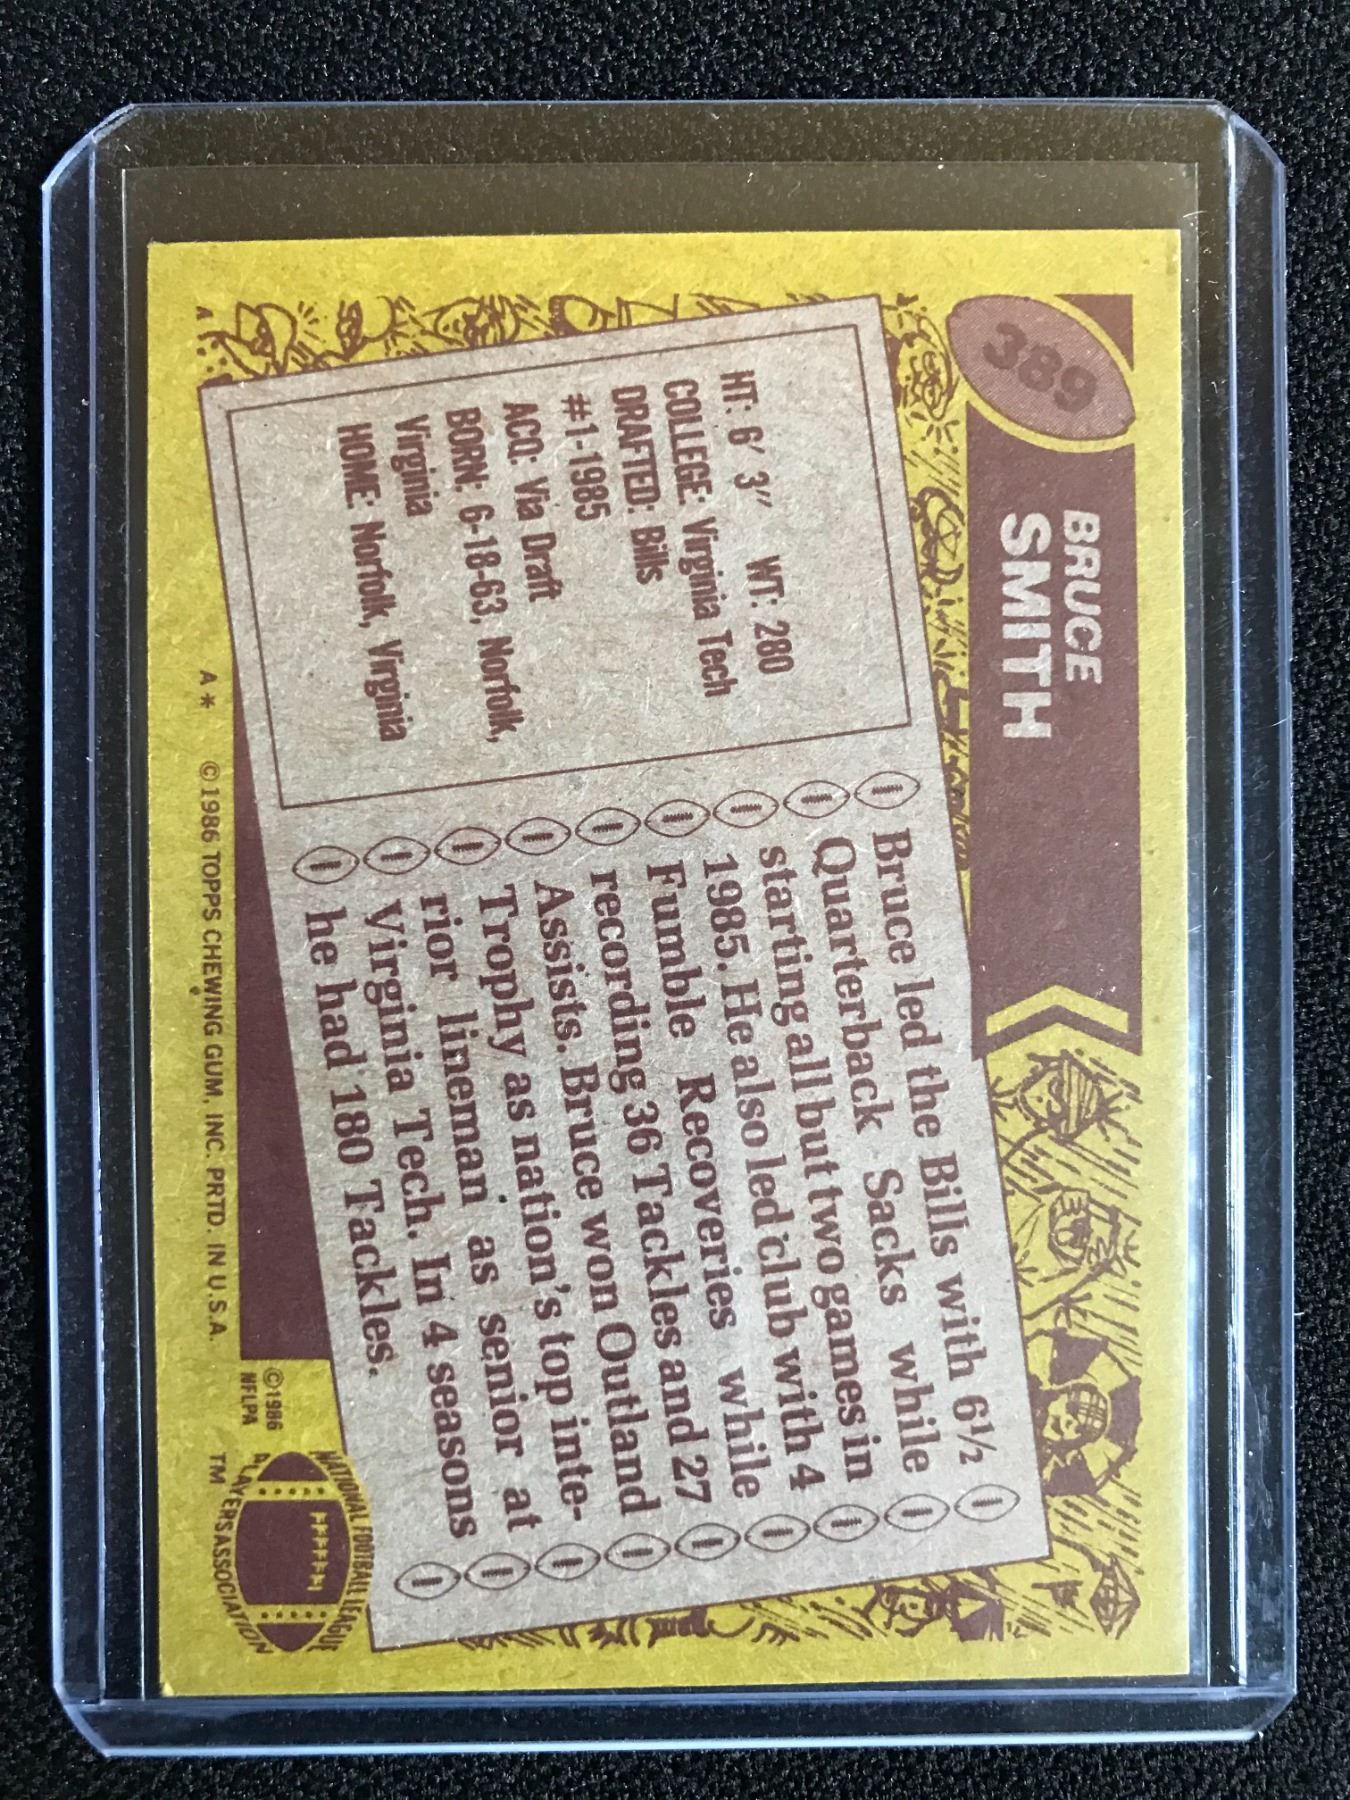 389
BRUCE
SMITH
HT: 6' 3" WT: 280
COLLEGE: Virginia Tech
DRAFTED: Bills
#1-1985
ACQ: Via Draft
BORN: 6-18-63, Norfolk,
Virginia
HOME: Norfolk, Virginia
Bruce led the Bills with 6½
Quarterback Sacks while
starting all but two games in
1985. He also led club with 4
Fumble Recoveries while
recording 36 Tackles and 27
Assists. Bruce won Outland
Trophy as nation's top inte-
rior lineman as senior at
Virginia Tech. In 4 seasons
he had 180 Tackles.
©1986
NFLPA
NATIONAL FOOTBALL LEAGUE
PLAYERS ASSOCIATION
TM
A* ©1986 TOPPS CHEWING GUM, INC. PRTD. IN U.S.A.